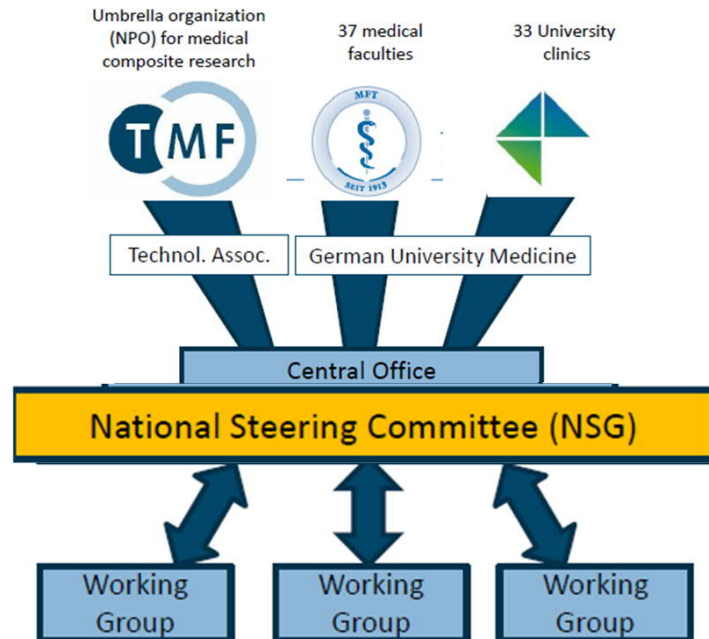 Umbrella organization
(NPO) for medical
composite research
37 medical
faculties
33 University
clinics
TMF
MFT
SEIT 1913
Technol. Assoc.
German University Medicine
Central Office
National Steering Committee (NSG)
Working
Group
Working
Group
Working
Group